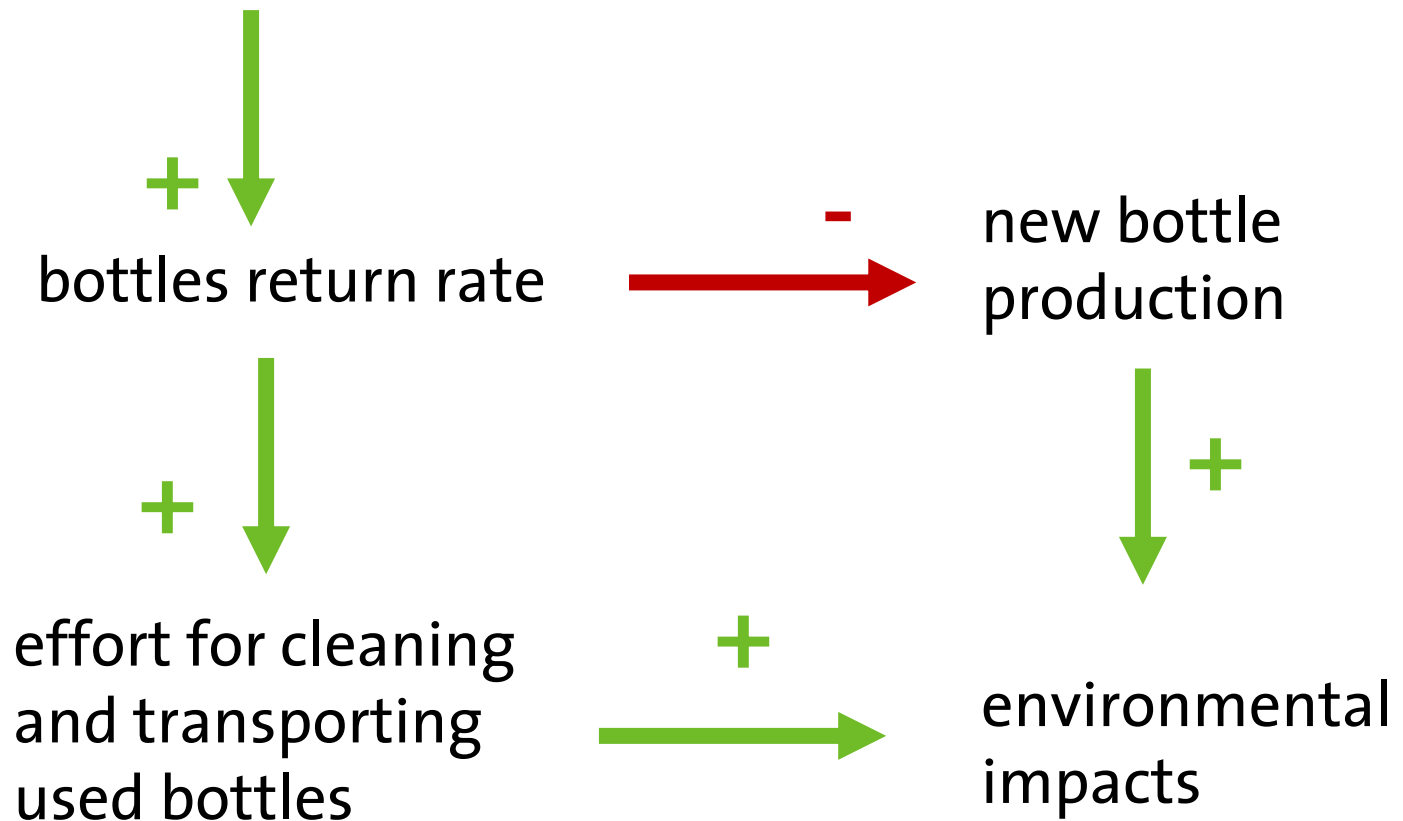 +
-
bottles return rate
new bottle
production
+
+
effort for cleaning
and transporting
used bottles
+
environmental
impacts